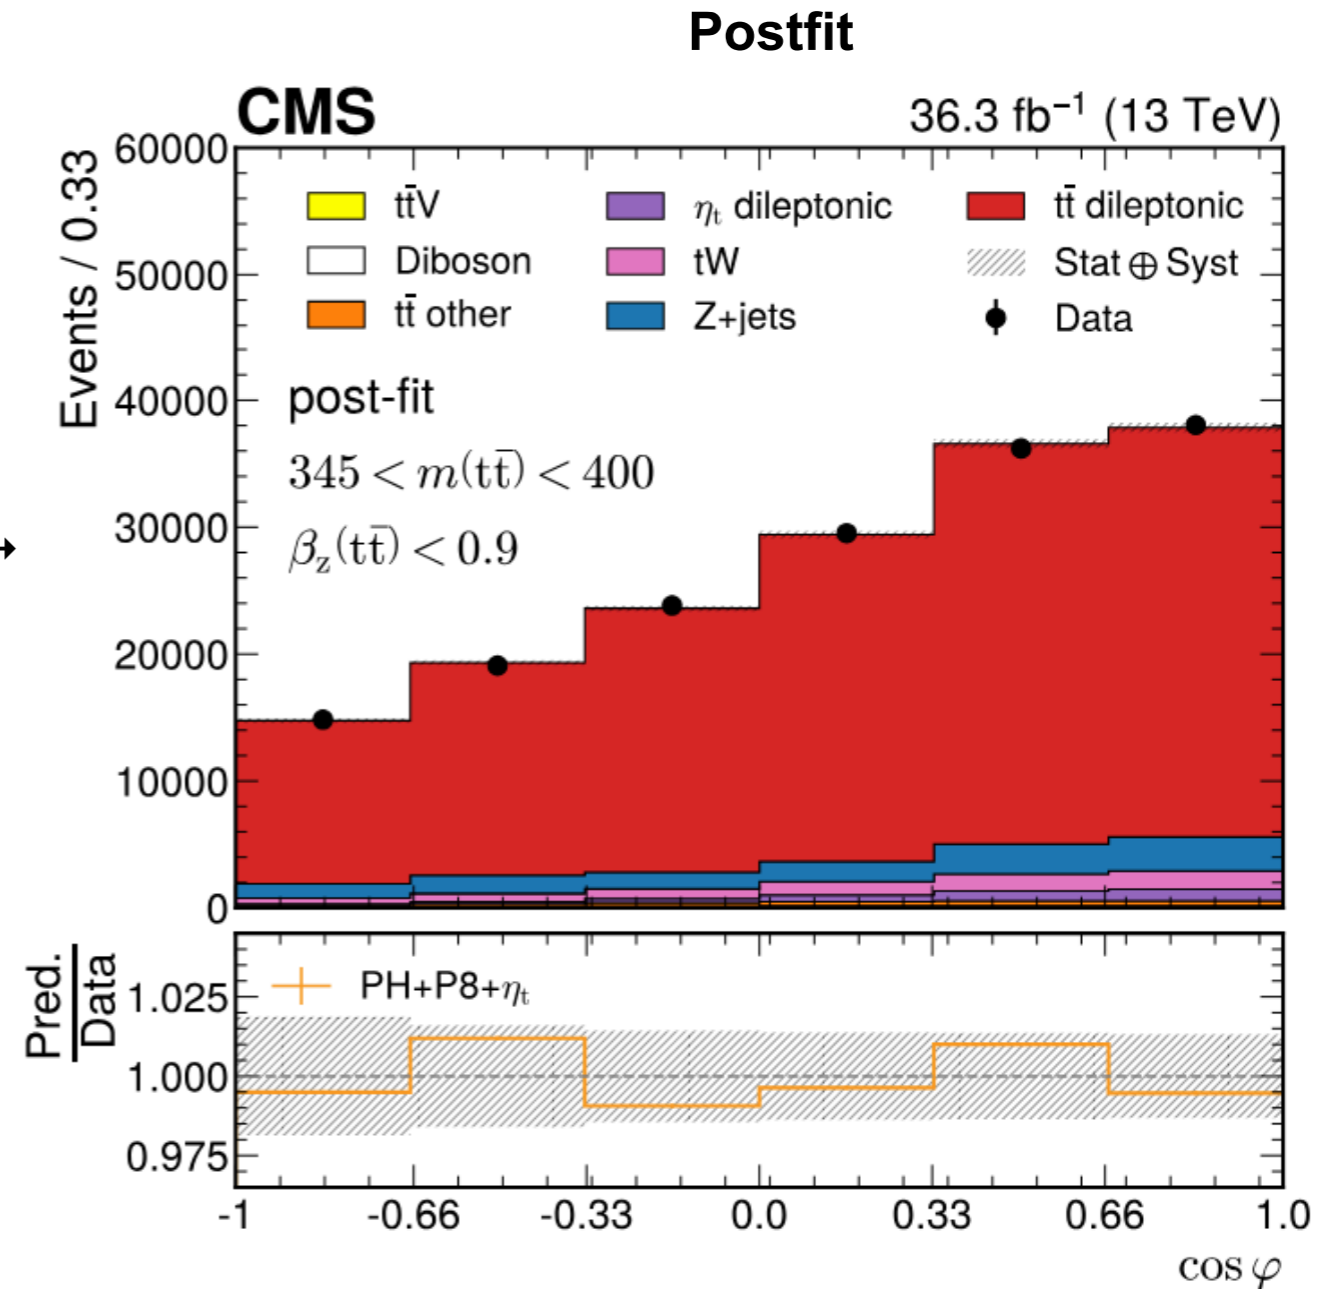 Postfit
CMS 36.3 fb⁻¹ (13 TeV)
Events / 0.33
60000
50000
40000
30000
20000
10000
0
tt̄V
Diboson
tt̄ other
ηₜ dileptonic
tW
Z+jets
tt̄ dileptonic
Stat ⊕ Syst
Data
post-fit
345 < m(tt̄) < 400
β_z(tt̄) < 0.9
Pred.
Data
1.025
1.000
0.975
PH+P8+ηₜ
-1 -0.66 -0.33 0.0 0.33 0.66 1.0
cos φ